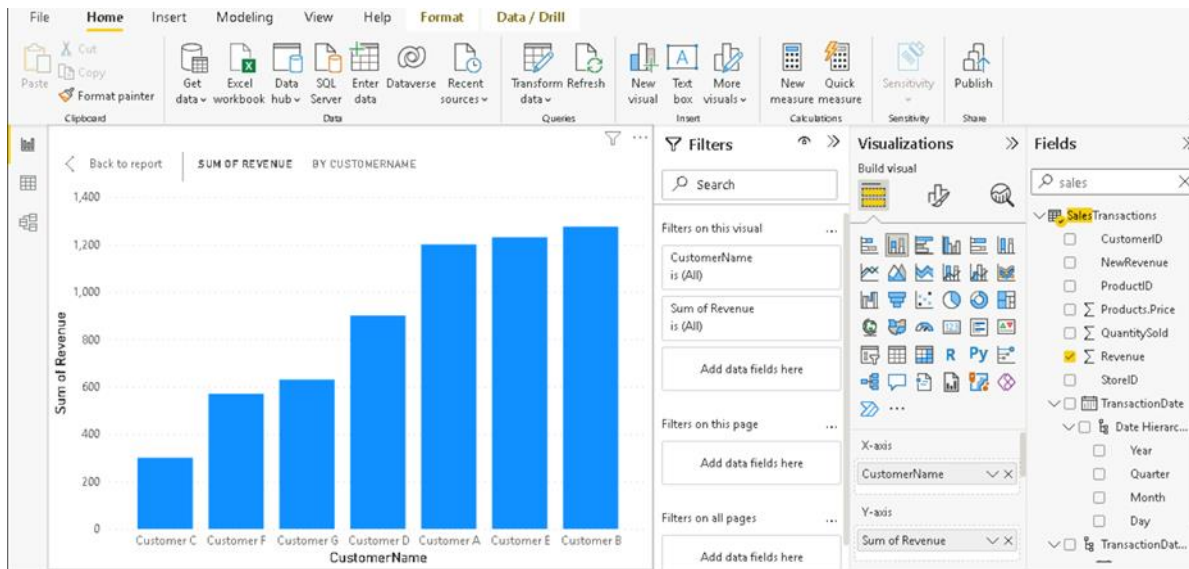 File Home Insert Modeling View Help Format Data / Drill
Paste
Cut
Copy
Format painter
Clipboard
Get data
Excel workbook
Data hub
SQL Server
Enter data
Dataverse
Recent sources
Data
Transform data
Refresh
Queries
New visual
Text box
More visuals
Insert
New measure
Quick measure
Calculations
Sensitivity
Sensitivity
Publish
Share
Back to report SUM OF REVENUE BY CUSTOMERNAME
Sum of Revenue
1,400
1,200
1,000
800
600
400
200
0
Customer C Customer F Customer G Customer D Customer A Customer E Customer B
CustomerName
Filters
Search
Filters on this visual ...
CustomerName
is (All)
Sum of Revenue
is (All)
Add data fields here
Filters on this page ...
Add data fields here
Filters on all pages ...
Add data fields here
Visualizations
Build visual
R Py
123
...
X-axis
CustomerName
Y-axis
Sum of Revenue
Fields
sales
SalesTransactions
CustomerID
NewRevenue
ProductID
∑ Products.Price
∑ QuantitySold
∑ Revenue
StoreID
TransactionDate
Date Hierarc...
Year
Quarter
Month
Day
TransactionDat...